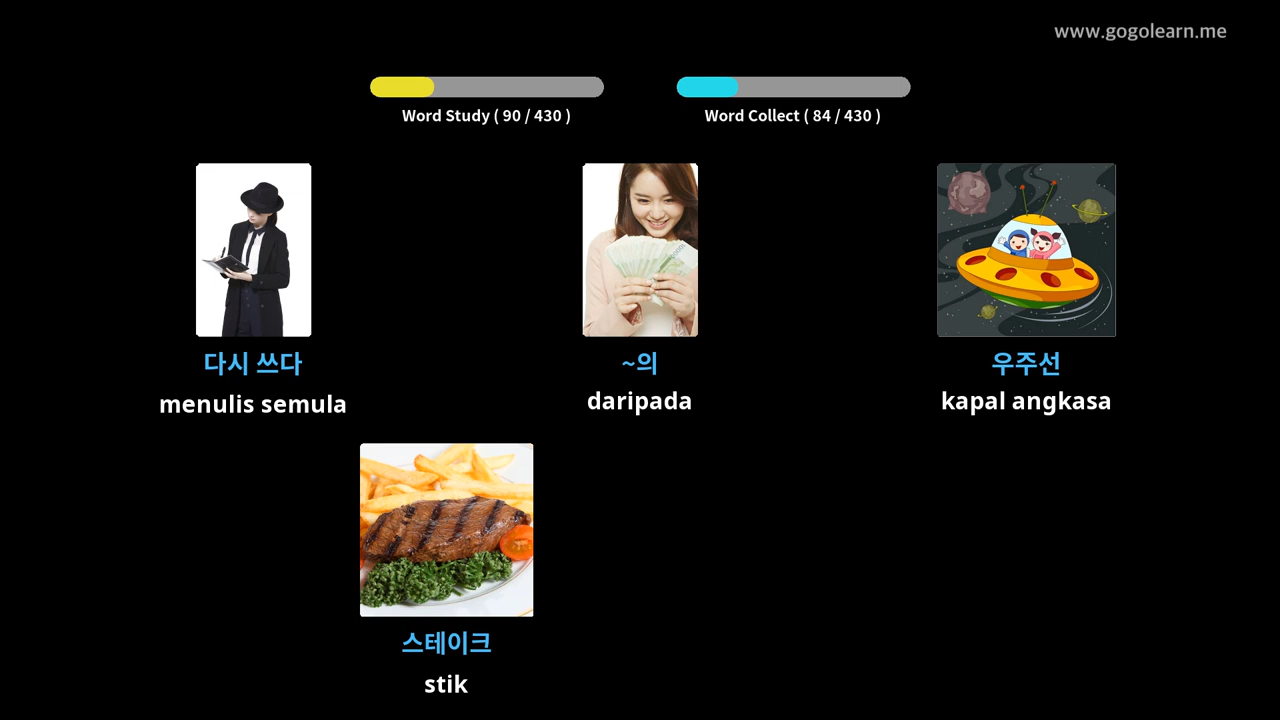 www.gogolearn.me
Word Study ( 90 / 430 )
Word Collect ( 84 / 430 )
다시 쓰다
menulis semula
~의
daripada
우주선
kapal angkasa
스테이크
stik